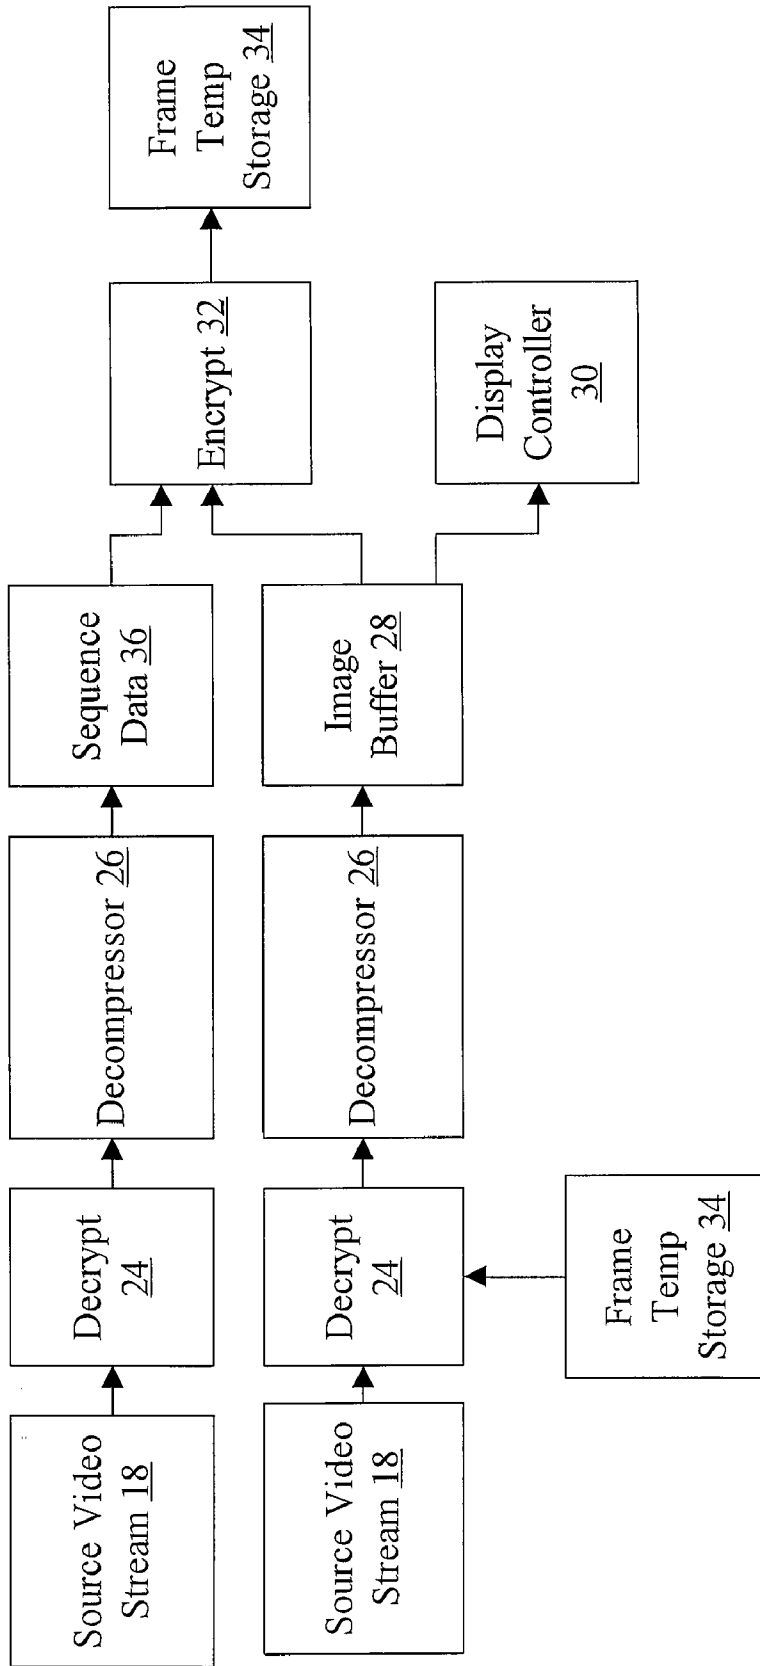 Source Video
Stream 18
Decrypt
24
Decompressor 26
Sequence
Data 36
Encrypt 32
Frame
Temp
Storage 34
Source Video
Stream 18
Decrypt
24
Decompressor 26
Image
Buffer 28
Display
Controller
30
Frame
Temp
Storage 34